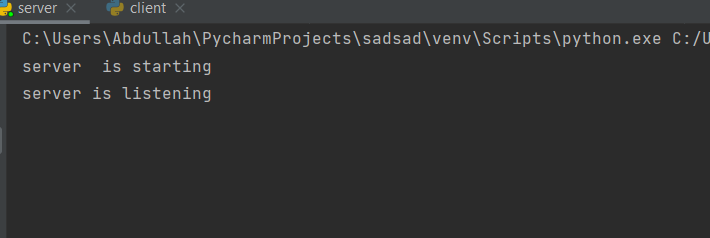 server client
C:\Users\Abdullah\PycharmProjects\sadsad\venv\Scripts\python.exe C:/U
server  is starting
server is listening